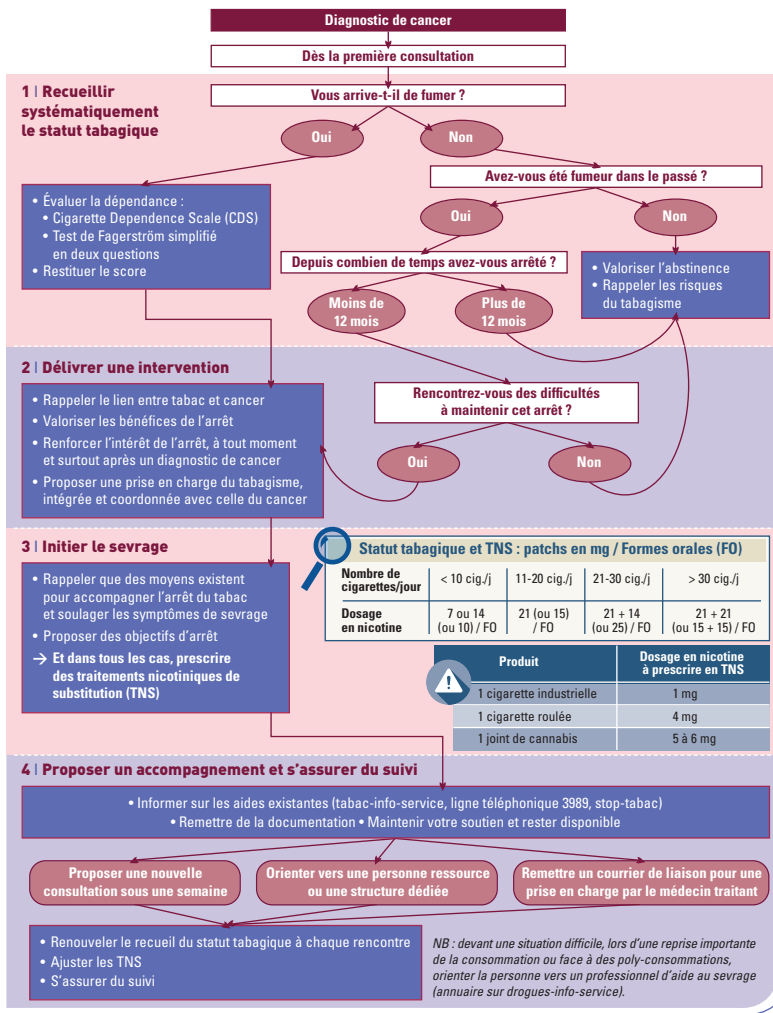 Diagnostic de cancer
Dès la première consultation
1 | Recueillir
systématiquement
le statut tabagique
Vous arrive-t-il de fumer ?
Oui
Non
Avez-vous été fumeur dans le passé ?
• Évaluer la dépendance :
• Cigarette Dependence Scale (CDS)
• Test de Fagerström simplifié
en deux questions
• Restituer le score
Oui
Non
Depuis combien de temps avez-vous arrêté ?
• Valoriser l'abstinence
• Rappeler les risques
du tabagisme
Moins de
12 mois
Plus de
12 mois
2 | Délivrer une intervention
• Rappeler le lien entre tabac et cancer
• Valoriser les bénéfices de l'arrêt
• Renforcer l'intérêt de l'arrêt, à tout moment
et surtout après un diagnostic de cancer
• Proposer une prise en charge du tabagisme,
intégrée et coordonnée avec celle du cancer
Rencontrez-vous des difficultés
à maintenir cet arrêt ?
Oui
Non
3 | Initier le sevrage
• Rappeler que des moyens existent
pour accompagner l'arrêt du tabac
et soulager les symptômes de sevrage
• Proposer des objectifs d'arrêt
→ Et dans tous les cas, prescrire
des traitements nicotiniques de
substitution (TNS)
Statut tabagique et TNS : patchs en mg / Formes orales (FO)
Nombre de
cigarettes/jour
< 10 cig./j
11-20 cig./j
21-30 cig./j
> 30 cig./j
Dosage
en nicotine
7 ou 14
(ou 10) / FO
21 (ou 15)
/ FO
21 + 14
(ou 25) / FO
21 + 21
(ou 15 + 15) / FO
Produit
Dosage en nicotine
à prescrire en TNS
1 cigarette industrielle
1 mg
1 cigarette roulée
4 mg
1 joint de cannabis
5 à 6 mg
4 | Proposer un accompagnement et s'assurer du suivi
• Informer sur les aides existantes (tabac-info-service, ligne téléphonique 3989, stop-tabac)
• Remettre de la documentation • Maintenir votre soutien et rester disponible
Proposer une nouvelle
consultation sous une semaine
Orienter vers une personne ressource
ou une structure dédiée
Remettre un courrier de liaison pour une
prise en charge par le médecin traitant
• Renouveler le recueil du statut tabagique à chaque rencontre
• Ajuster les TNS
• S'assurer du suivi
NB : devant une situation difficile, lors d'une reprise importante
de la consommation ou face à des poly-consommations,
orienter la personne vers un professionnel d'aide au sevrage
(annuaire sur drogues-info-service).